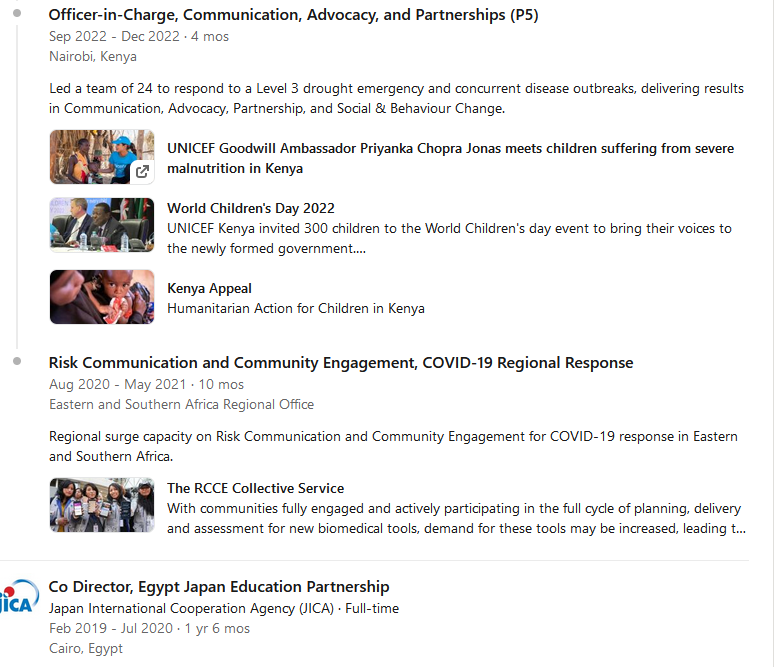 Officer-in-Charge, Communication, Advocacy, and Partnerships (P5)
Sep 2022 - Dec 2022 · 4 mos
Nairobi, Kenya
Led a team of 24 to respond to a Level 3 drought emergency and concurrent disease outbreaks, delivering results
in Communication, Advocacy, Partnership, and Social & Behaviour Change.
UNICEF Goodwill Ambassador Priyanka Chopra Jonas meets children suffering from severe
malnutrition in Kenya
World Children's Day 2022
UNICEF Kenya invited 300 children to the World Children's day event to bring their voices to
the newly formed government....
Kenya Appeal
Humanitarian Action for Children in Kenya
Risk Communication and Community Engagement, COVID-19 Regional Response
Aug 2020 - May 2021 · 10 mos
Eastern and Southern Africa Regional Office
Regional surge capacity on Risk Communication and Community Engagement for COVID-19 response in Eastern
and Southern Africa.
The RCCE Collective Service
With communities fully engaged and actively participating in the full cycle of planning, delivery
and assessment for new biomedical tools, demand for these tools may be increased, leading t...
JICA
Co Director, Egypt Japan Education Partnership
Japan International Cooperation Agency (JICA) · Full-time
Feb 2019 - Jul 2020 · 1 yr 6 mos
Cairo, Egypt